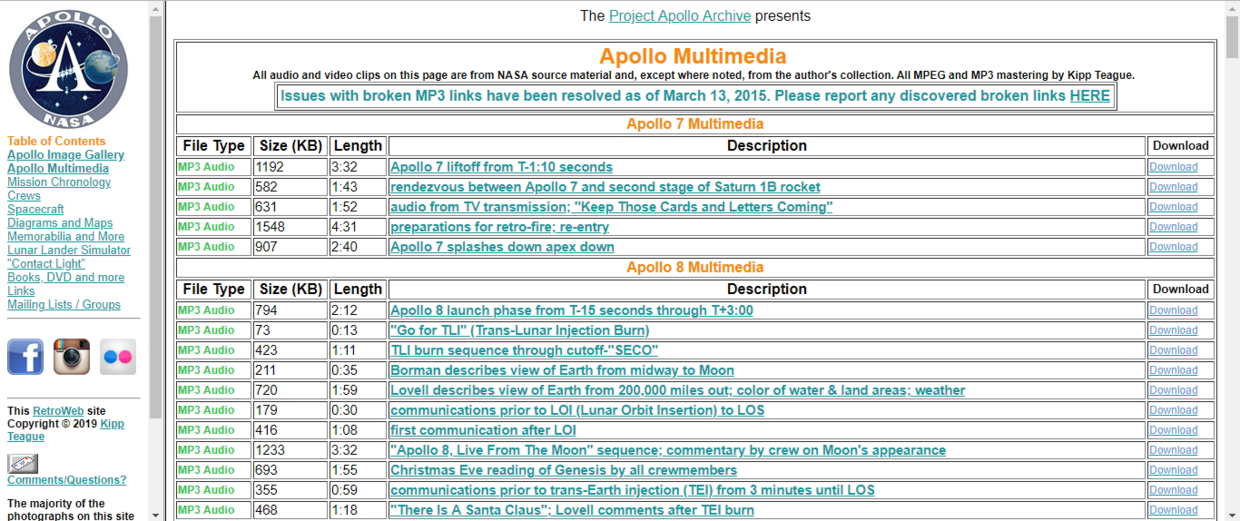 APOLLO
NASA
Table of Contents
Apollo Image Gallery
Apollo Multimedia
Mission Chronology
Crews
Spacecraft
Diagrams and Maps
Memorabilia and More
Lunar Lander Simulator
"Contact Light"
Books, DVD and more
Links
Mailing Lists / Groups
This RetroWeb site
Copyright © 2019 Kipp
Teague
Comments/Questions?
The majority of the
photographs on this site
The Project Apollo Archive presents
Apollo Multimedia
All audio and video clips on this page are from NASA source material and, except where noted, from the author's collection. All MPEG and MP3 mastering by Kipp Teague.
Issues with broken MP3 links have been resolved as of March 13, 2015. Please report any discovered broken links HERE
Apollo 7 Multimedia
File Type Size (KB) Length Description Download
MP3 Audio 1192 3:32 Apollo 7 liftoff from T-1:10 seconds Download
MP3 Audio 582 1:43 rendezvous between Apollo 7 and second stage of Saturn 1B rocket Download
MP3 Audio 631 1:52 audio from TV transmission; "Keep Those Cards and Letters Coming" Download
MP3 Audio 1548 4:31 preparations for retro-fire; re-entry Download
MP3 Audio 907 2:40 Apollo 7 splashes down apex down Download
Apollo 8 Multimedia
File Type Size (KB) Length Description Download
MP3 Audio 794 2:12 Apollo 8 launch phase from T-15 seconds through T+3:00 Download
MP3 Audio 73 0:13 "Go for TLI" (Trans-Lunar Injection Burn) Download
MP3 Audio 423 1:11 TLI burn sequence through cutoff-"SECO" Download
MP3 Audio 211 0:35 Borman describes view of Earth from midway to Moon Download
MP3 Audio 720 1:59 Lovell describes view of Earth from 200,000 miles out; color of water & land areas; weather Download
MP3 Audio 179 0:30 communications prior to LOI (Lunar Orbit Insertion) to LOS Download
MP3 Audio 416 1:08 first communication after LOI Download
MP3 Audio 1233 3:32 "Apollo 8, Live From The Moon" sequence; commentary by crew on Moon's appearance Download
MP3 Audio 693 1:55 Christmas Eve reading of Genesis by all crewmembers Download
MP3 Audio 355 0:59 communications prior to trans-Earth injection (TEI) from 3 minutes until LOS Download
MP3 Audio 468 1:18 "There Is A Santa Claus"; Lovell comments after TEI burn Download